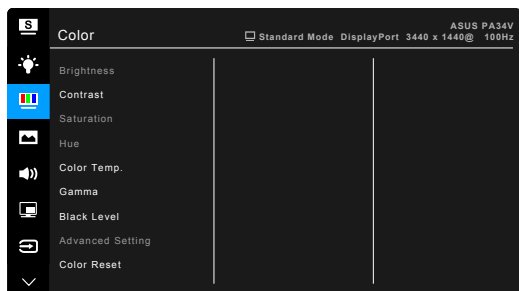 S
ASUS PA34V
Color
Standard Mode DisplayPort 3440 x 1440@ 100Hz
Brightness
Contrast
Saturation
Hue
Color Temp.
Gamma
Black Level
Advanced Setting
Color Reset